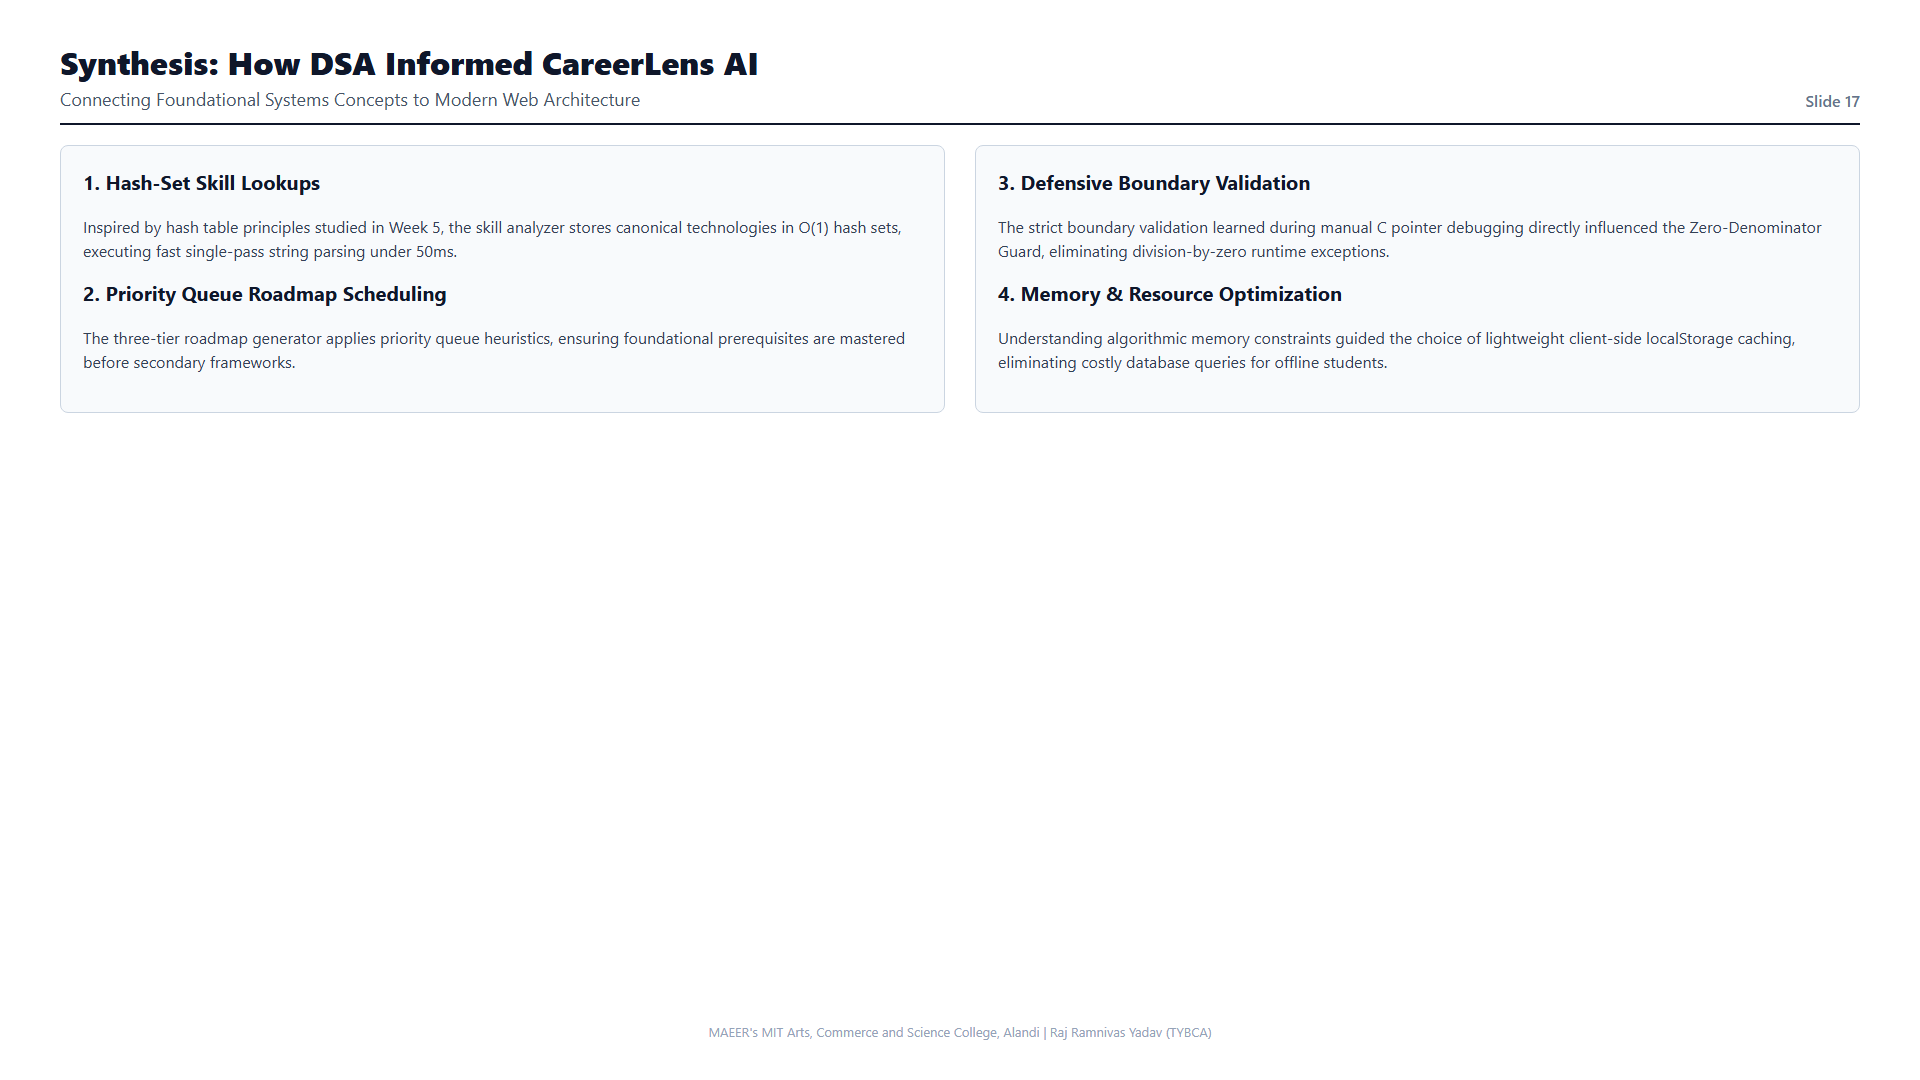 Synthesis: How DSA Informed CareerLens AI
Connecting Foundational Systems Concepts to Modern Web Architecture
Slide 17
1. Hash-Set Skill Lookups
Inspired by hash table principles studied in Week 5, the skill analyzer stores canonical technologies in O(1) hash sets,
executing fast single-pass string parsing under 50ms.
2. Priority Queue Roadmap Scheduling
The three-tier roadmap generator applies priority queue heuristics, ensuring foundational prerequisites are mastered
before secondary frameworks.
3. Defensive Boundary Validation
The strict boundary validation learned during manual C pointer debugging directly influenced the Zero-Denominator
Guard, eliminating division-by-zero runtime exceptions.
4. Memory & Resource Optimization
Understanding algorithmic memory constraints guided the choice of lightweight client-side localStorage caching,
eliminating costly database queries for offline students.
MAEER's MIT Arts, Commerce and Science College, Alandi | Raj Ramnivas Yadav (TYBCA)